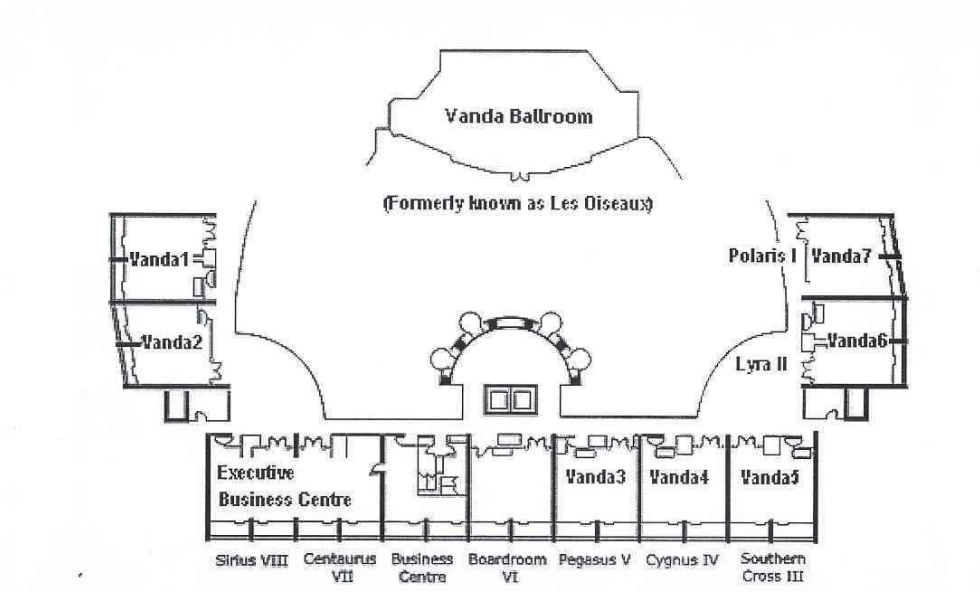 Vanda Ballroom
(Formerly known as Les Oiseaux)
Vanda1
Polaris I
Vanda7
Vanda2
Lyra II
Vanda6
Executive
Business Centre
Vanda3
Vanda4
Vanda5
Sirius VIII
Centaurus
VII
Business
Centre
Boardroom
VI
Pegasus V
Cygnus IV
Southern
Cross III